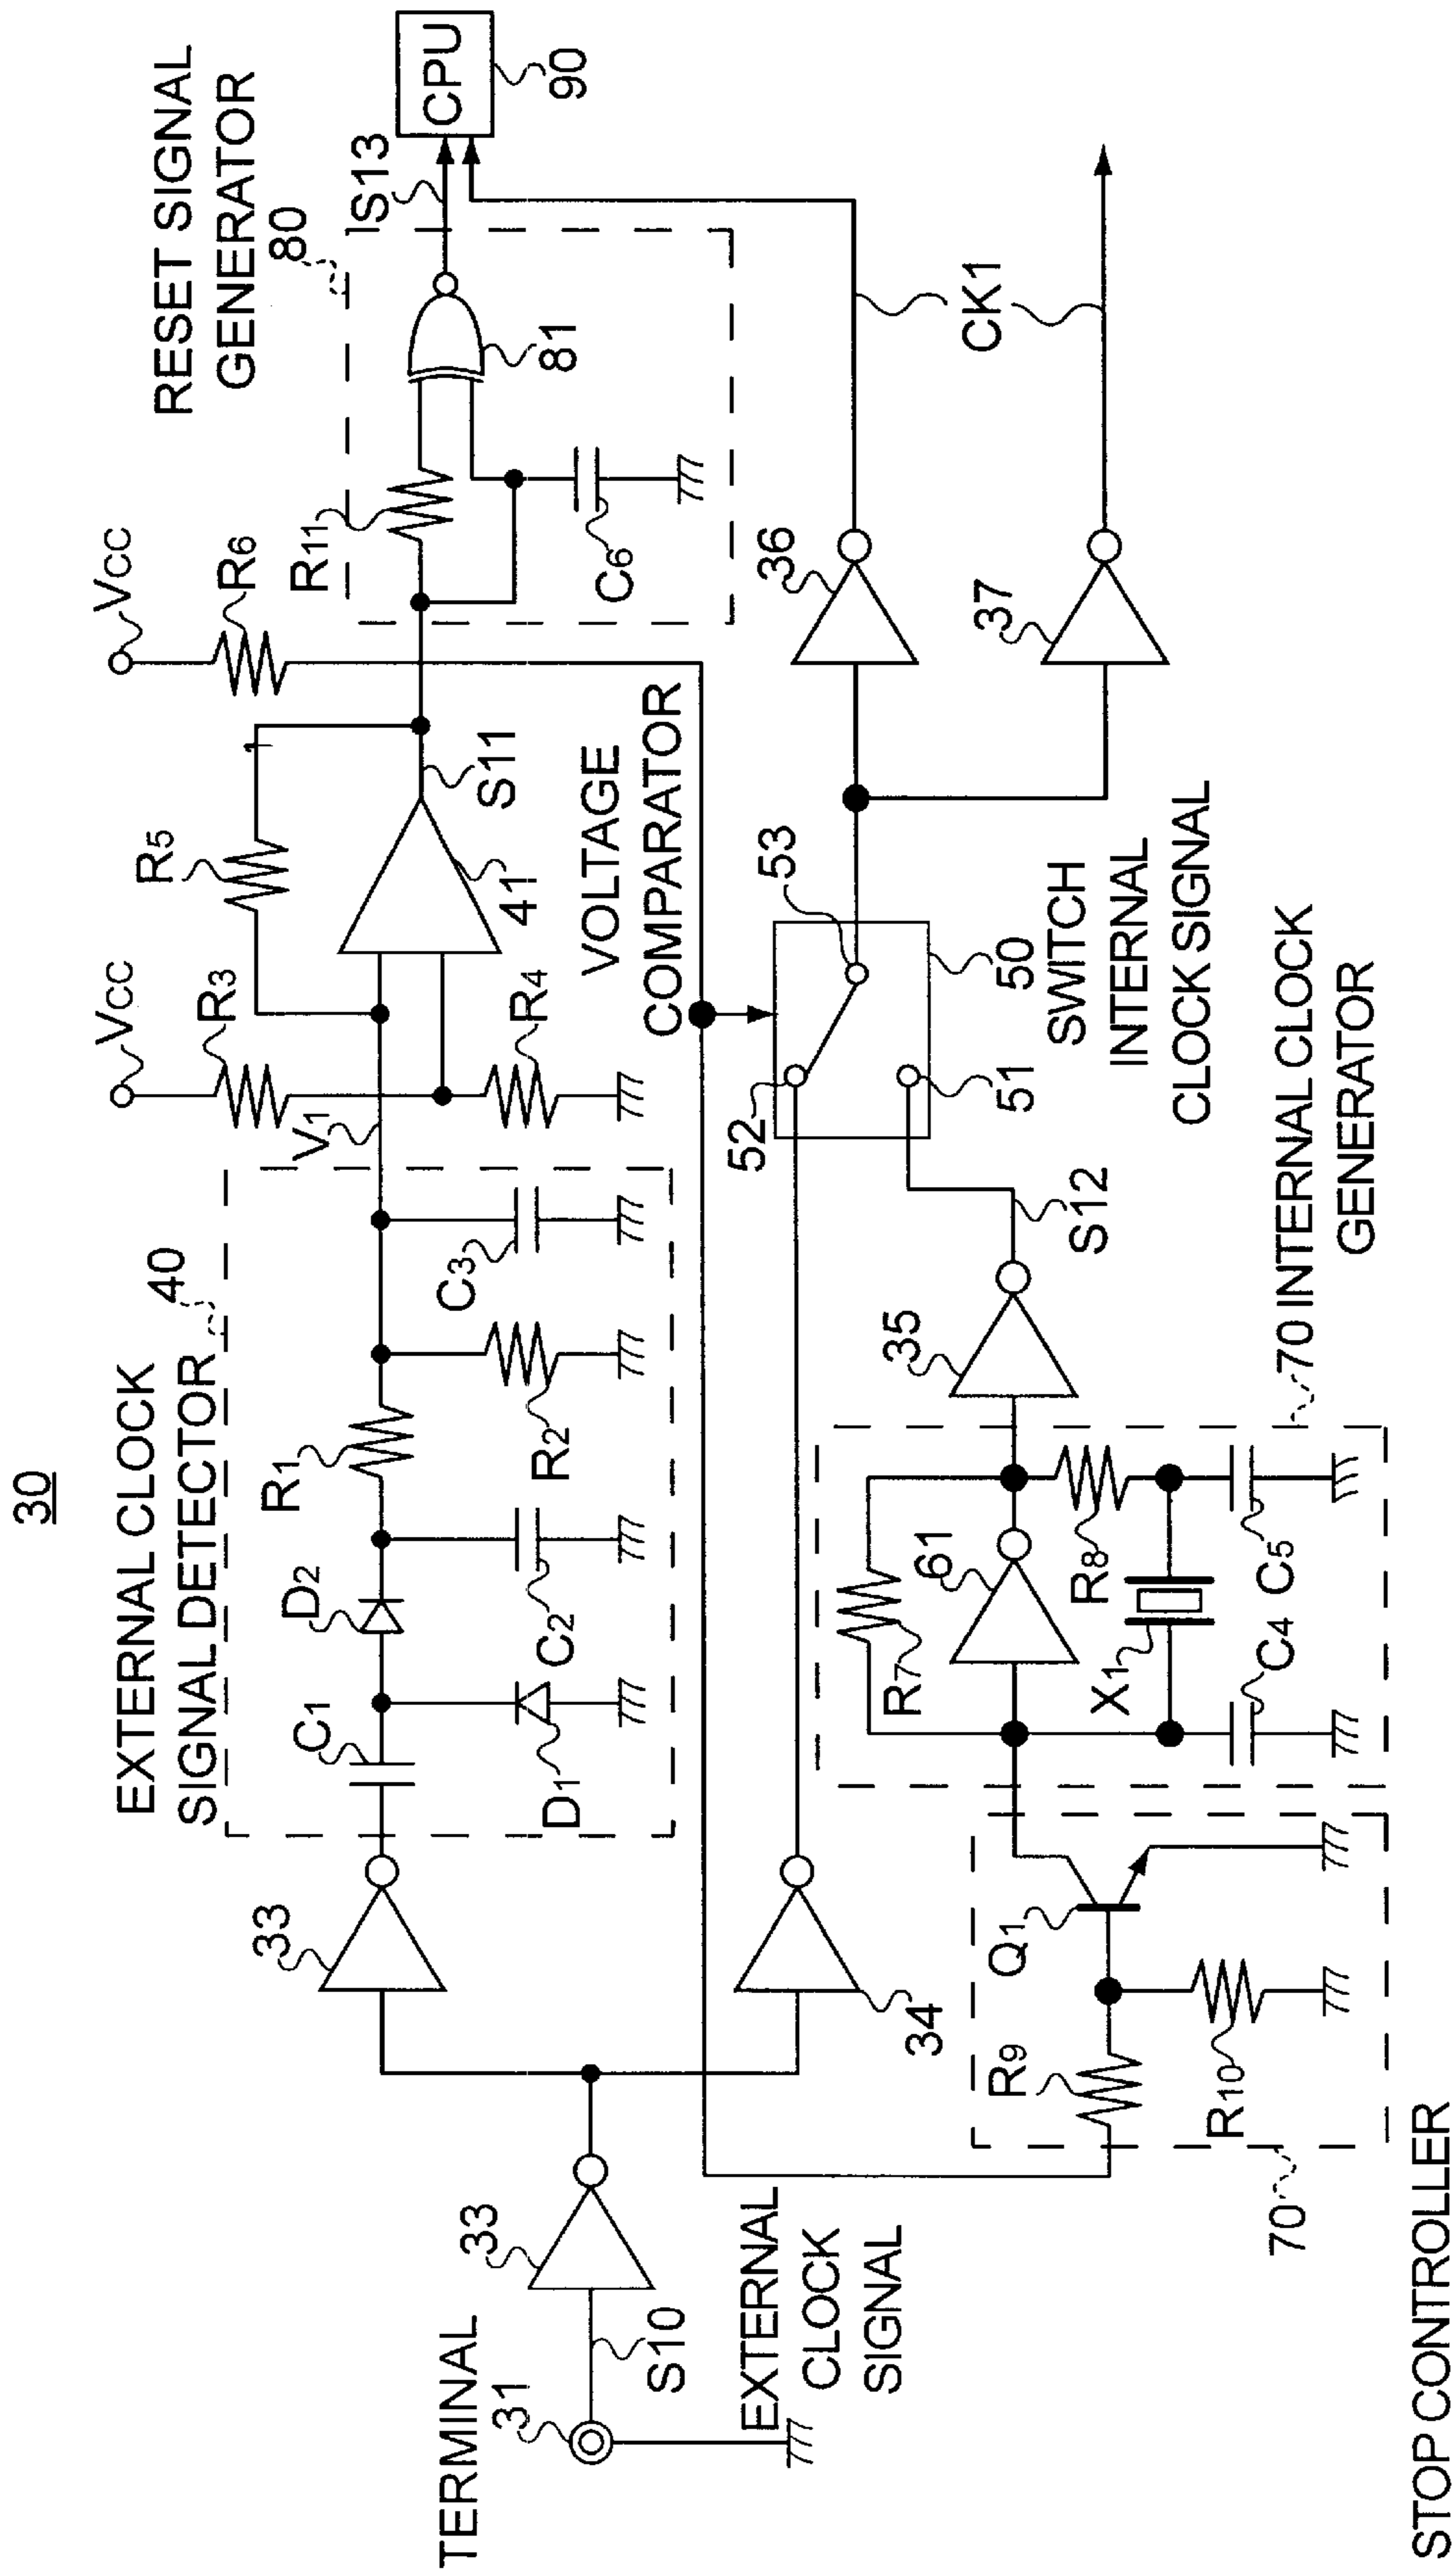 30
EXTERNAL CLOCK
SIGNAL DETECTOR
40
C1
D1
D2
C2
R1
R2
C3
V1
VCC
R3
R4
R5
41
S11
VOLTAGE
COMPARATOR
VCC
R6
RESET SIGNAL
GENERATOR
80
R11
C6
81
S13
CPU
90
TERMINAL
31
S10
EXTERNAL
CLOCK
SIGNAL
33
33
34
52
51
53
50
SWITCH
INTERNAL
CLOCK SIGNAL
36
37
CK1
STOP CONTROLLER
70
R9
R10
Q1
R7
61
R8
X1
C4
C5
35
S12
70 INTERNAL CLOCK
GENERATOR